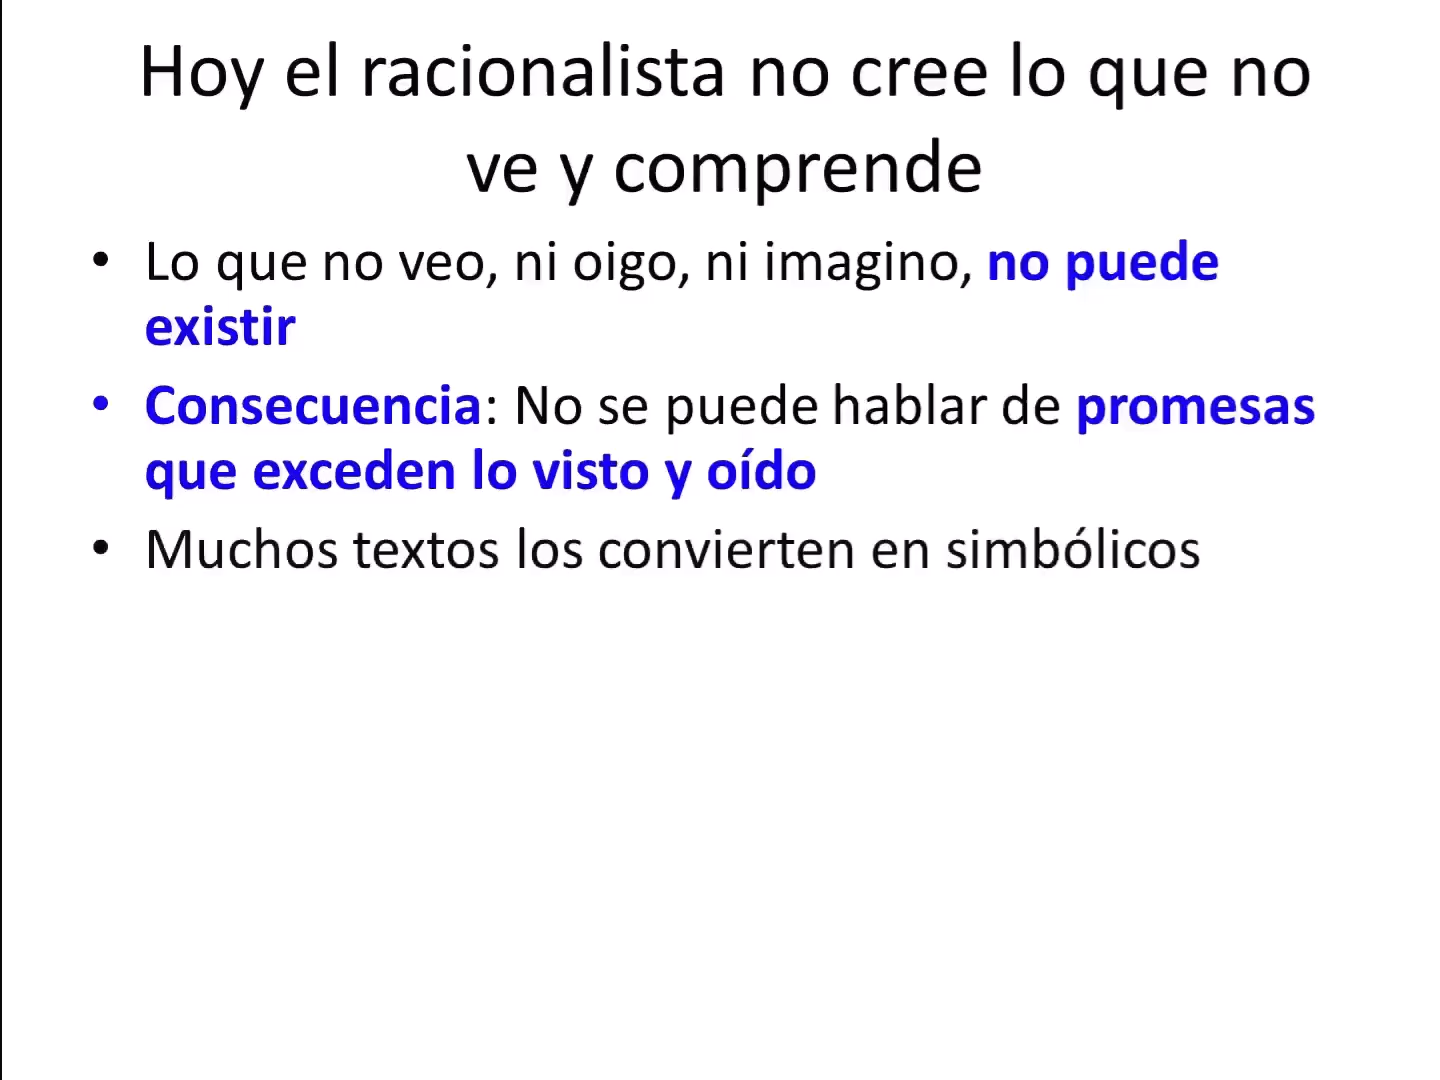 Hoy el racionalista no cree lo que no
ve y comprende
• Lo que no veo, ni oigo, ni imagino, no puede
existir
• Consecuencia: No se puede hablar de promesas
que exceden lo visto y oído
• Muchos textos los convierten en simbólicos